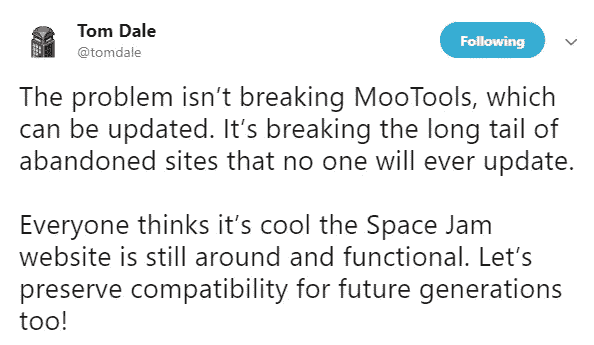 Tom Dale
@tomdale
Following
The problem isn’t breaking MooTools, which
can be updated. It’s breaking the long tail of
abandoned sites that no one will ever update.
Everyone thinks it’s cool the Space Jam
website is still around and functional. Let’s
preserve compatibility for future generations
too!